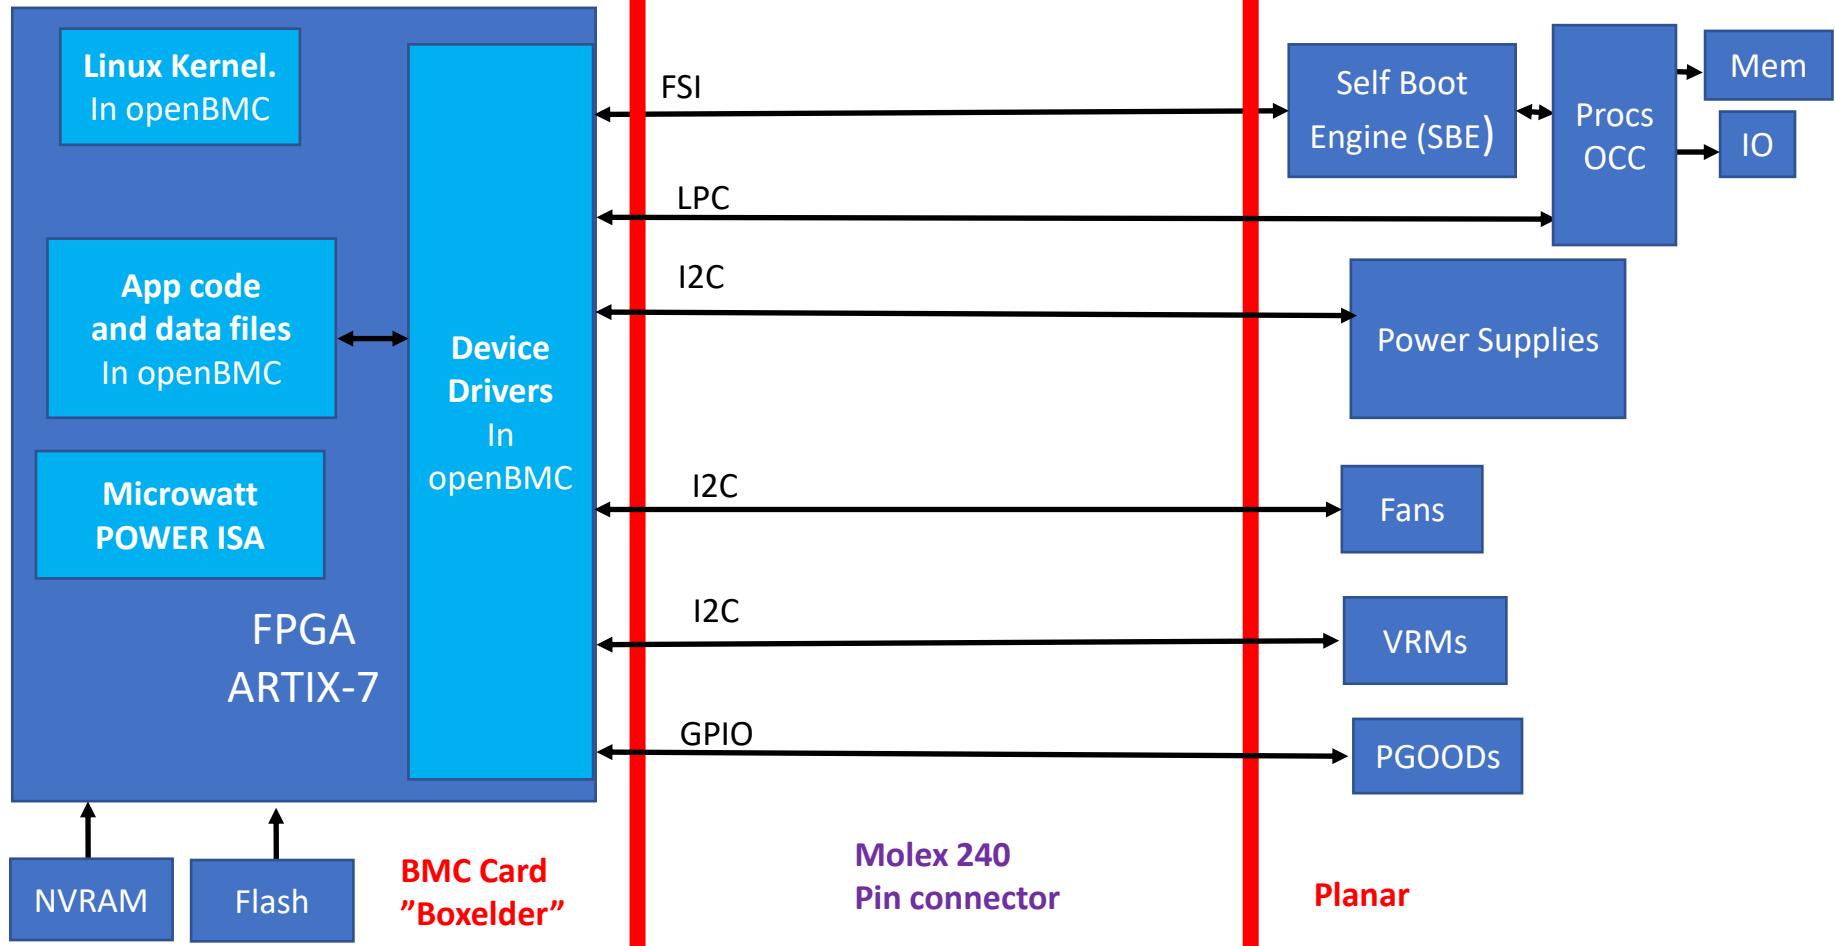 Linux Kernel.
In openBMC
App code
and data files
In openBMC
Microwatt
POWER ISA
FPGA
ARTIX-7
Device
Drivers
In
openBMC
NVRAM
Flash
BMC Card
”Boxelder”
FSI
LPC
I2C
I2C
I2C
GPIO
Molex 240
Pin connector
Self Boot
Engine (SBE)
Procs
OCC
Mem
IO
Power Supplies
Fans
VRMs
PGOODs
Planar